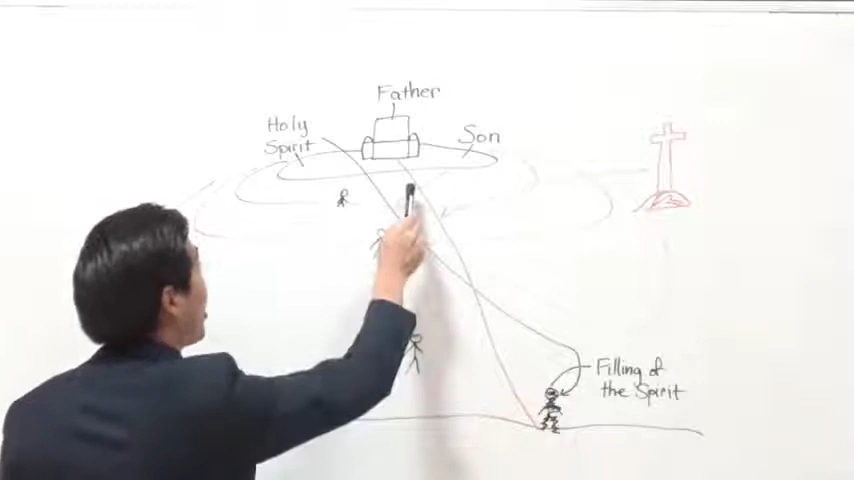 Father
Holy
Spirit
Son
Filling of
the Spirit